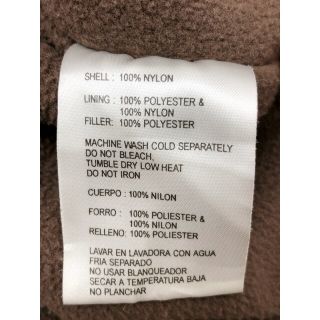 SHELL : 100% NYLON
LINING : 100% POLYESTER &
100% NYLON
FILLER: 100% POLYESTER
MACHINE WASH COLD SEPARATELY
DO NOT BLEACH,
TUMBLE DRY LOW HEAT
DO NOT IRON
CUERPO : 100% NILON
FORRO : 100% POLIESTER &
100% NILON
RELLENO: 100% POLIESTER
LAVAR EN LAVADORA CON AGUA
FRIA SEPARADO
NO USAR BLANQUEADOR
SECAR A TEMPERATURA BAJA
NO PLANCHAR